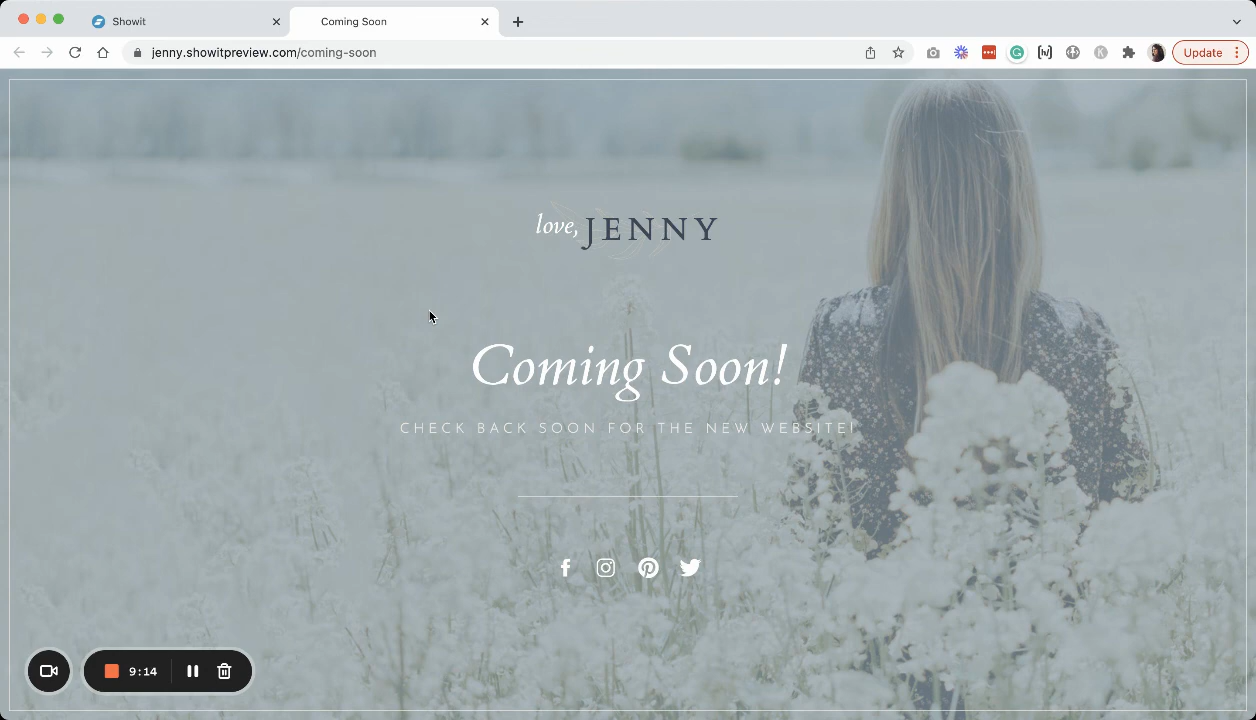 Showit
Coming Soon
jenny.showitpreview.com/coming-soon
Update
love, JENNY
Coming Soon!
CHECK BACK SOON FOR THE NEW WEBSITE!
9:14